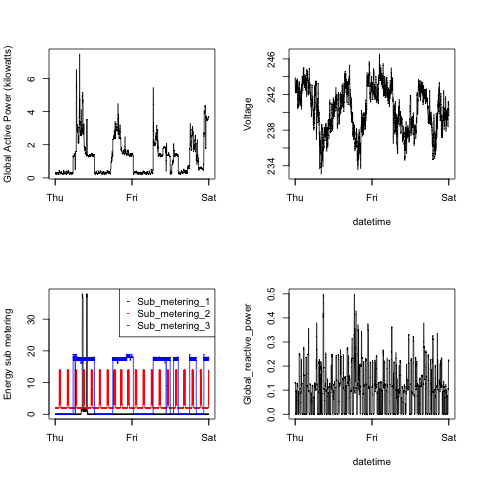 Global Active Power (kilowatts)
0 2 4 6
Thu Fri Sat
Voltage
234 238 242 246
Thu Fri Sat
datetime
Energy sub metering
0 10 20 30
Thu Fri Sat
Sub_metering_1
Sub_metering_2
Sub_metering_3
Global_reactive_power
0.0 0.1 0.2 0.3 0.4 0.5
Thu Fri Sat
datetime